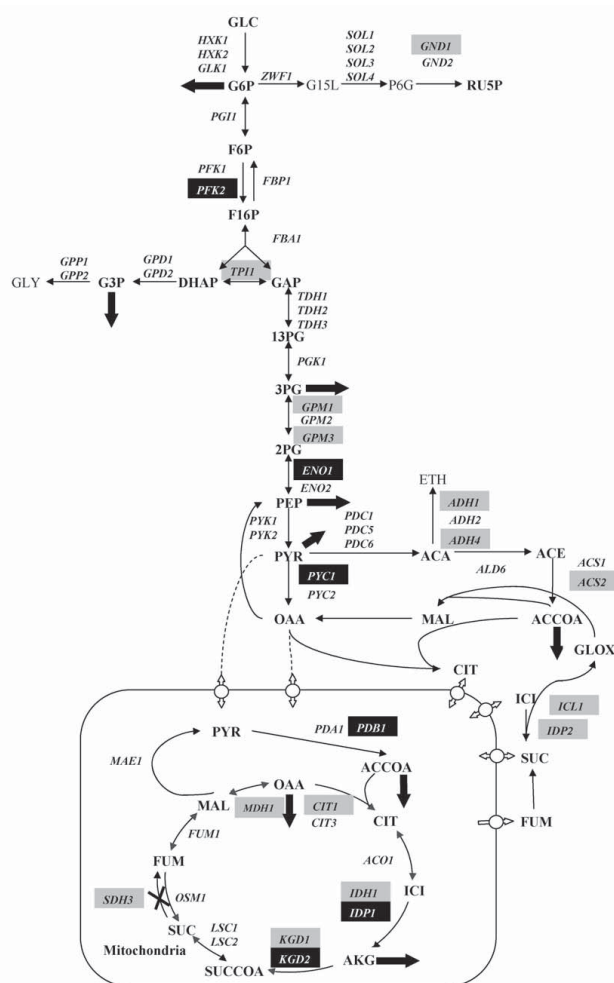 GLC
HXK1
HXK2
GLK1
G6P
ZWF1
G15L
SOL1
SOL2
SOL3
SOL4
P6G
GND1
GND2
RU5P
PGI1
F6P
PFK1
PFK2
FBP1
F16P
FBA1
GLY
GPP1
GPP2
G3P
GPD1
GPD2
DHAP
TPI1
GAP
TDH1
TDH2
TDH3
13PG
PGK1
3PG
GPM1
GPM2
GPM3
2PG
ENO1
ENO2
PEP
PYK1
PYK2
PYR
PDC1
PDC5
PDC6
ETH
ADH1
ADH2
ADH4
ACA
ACE
ALD6
ACS1
ACS2
PYC1
PYC2
OAA
MAL
ACCOA
GLOX
CIT
ICI
ICL1
IDP2
SUC
FUM
PYR
PDA1
PDB1
MAE1
ACCOA
OAA
MAL
MDH1
CIT1
CIT3
CIT
FUM1
ACO1
FUM
ICI
SDH3
OSM1
IDH1
IDP1
SUC
LSC1
LSC2
KGD1
KGD2
AKG
Mitochondria
SUCCOA